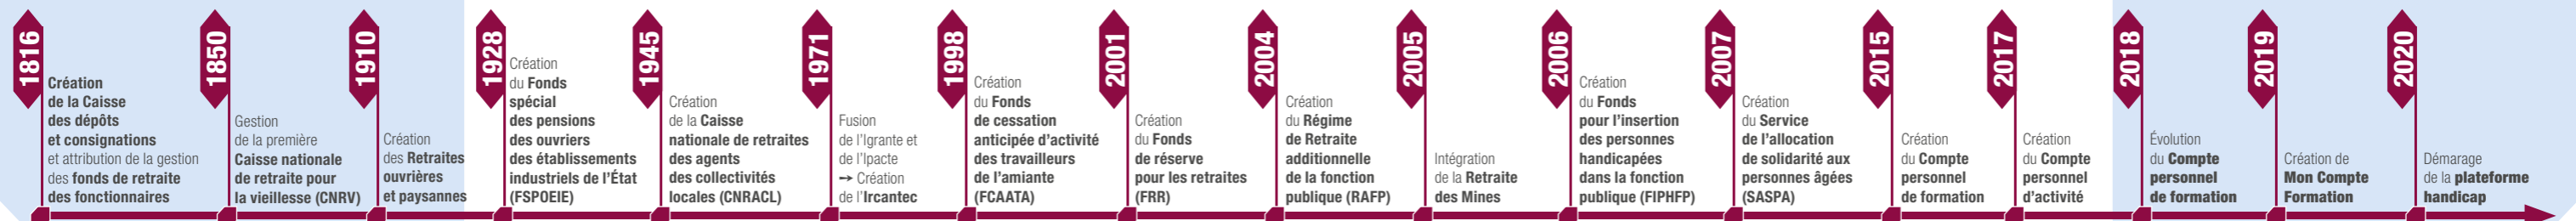 1816
Création
de la Caisse
des dépôts
et consignations
et attribution de la gestion
des fonds de retraite
des fonctionnaires
1850
Gestion
de la première
Caisse nationale
de retraite pour
la vieillesse (CNRV)
1910
Création
des Retraites
ouvrières
et paysannes
1928
Création
du Fonds
spécial
des pensions
des ouvriers
des établissements
industriels de l'État
(FSPOEIE)
1945
Création
de la Caisse
nationale de retraites
des agents
des collectivités
locales (CNRACL)
1971
Fusion
de l'Igrante et
de l'Ipacte
→ Création
de l'Ircantec
1998
Création
du Fonds
de cessation
anticipée d'activité
des travailleurs
de l'amiante
(FCAATA)
2001
Création
du Fonds
de réserve
pour les retraites
(FRR)
2004
Création
du Régime
de Retraite
additionnelle
de la fonction
publique (RAFP)
2005
Intégration
de la Retraite
des Mines
2006
Création
du Fonds
pour l'insertion
des personnes
handicapées
dans la fonction
publique (FIPHFP)
2007
Création
du Service
de l'allocation
de solidarité aux
personnes âgées
(SASPA)
2015
Création
du Compte
personnel
de formation
2017
Création
du Compte
personnel
d'activité
2018
Évolution
du Compte
personnel
de formation
2019
Création de
Mon Compte
Formation
2020
Démarage
de la plateforme
handicap